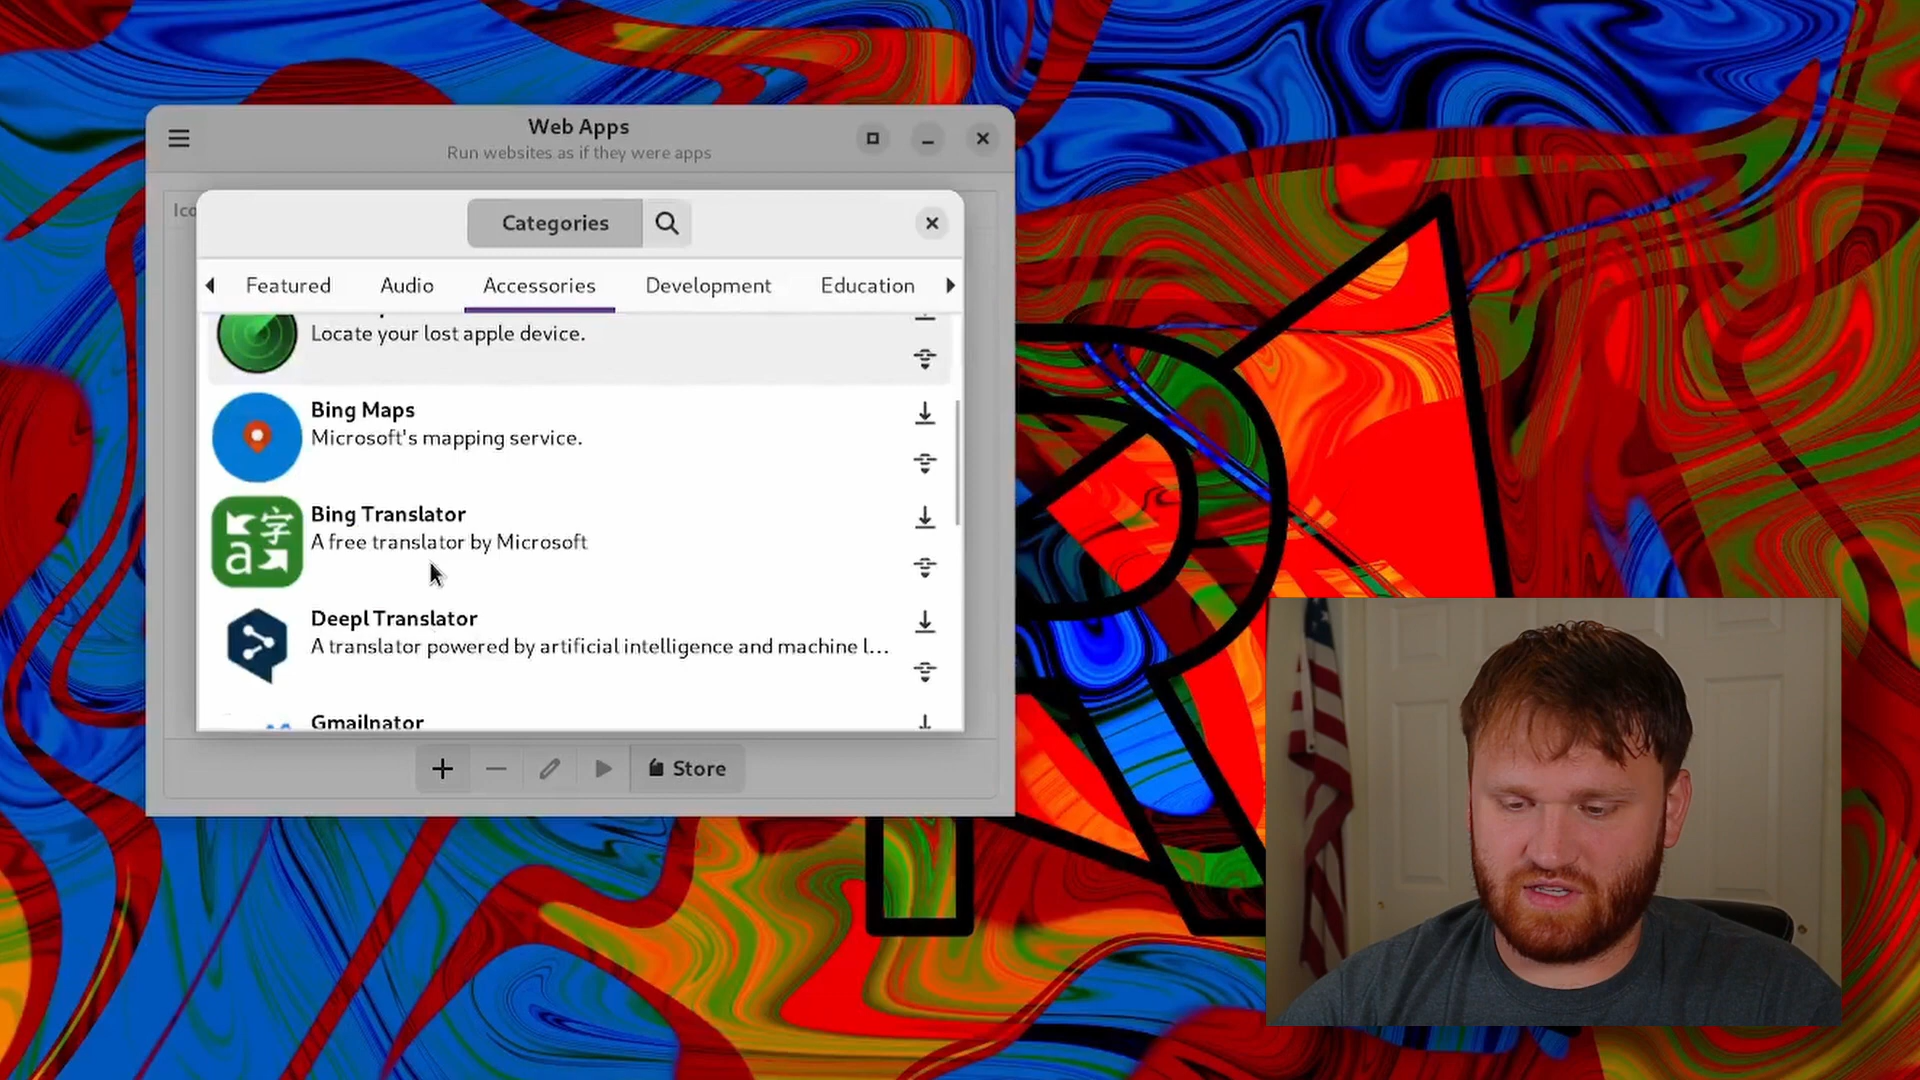 Web Apps
Run websites as if they were apps
Ico
Categories
Featured
Audio
Accessories
Development
Education
Locate your lost apple device.
Bing Maps
Microsoft's mapping service.
字
a
Bing Translator
A free translator by Microsoft
Deepl Translator
A translator powered by artificial intelligence and machine l...
Gmailnator
Store